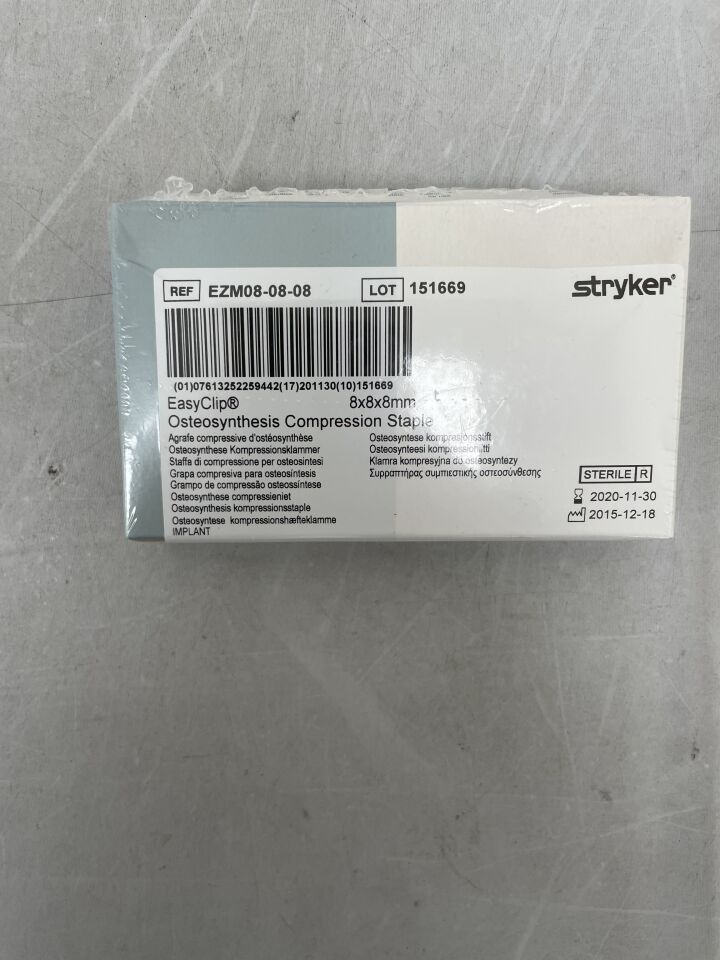 REF EZM08-08-08 LOT 151669 stryker®
(01)07613252259442(17)201130(10)151669
EasyClip® 8x8x8mm
Osteosynthesis Compression Staple
Agrafe compressive d'ostéosynthèse
Osteosynthese Kompressionsklammer
Staffa di compressione per osteosintesi
Grapa compresiva para osteosíntesis
Grampo de compressão osteossíntese
Osteosynthese compressieniet
Osteosynthesis kompressionsstaple
Osteosyntese kompressionshæfteklamme
IMPLANT
Osteosyntese kompresjonsstift
Osteosynteesi
Klamra kompresyjna do osteosyntezy
Συρραπτήρας συμπιεστικής οστεοσύνθεσης
STERILE R
2020-11-30
2015-12-18